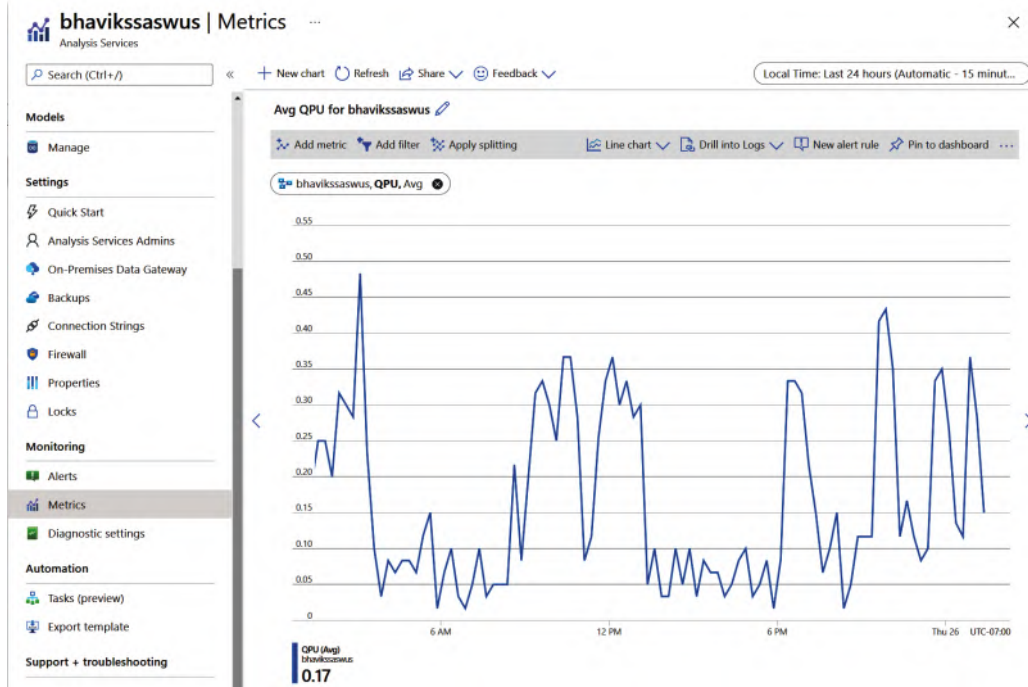 bhavikssaswus | Metrics ...
Analysis Services
Search (Ctrl+/)
«
New chart Refresh Share Feedback
Local Time: Last 24 hours (Automatic - 15 minut...
Models
Manage
Settings
Quick Start
Analysis Services Admins
On-Premises Data Gateway
Backups
Connection Strings
Firewall
Properties
Locks
Monitoring
Alerts
Metrics
Diagnostic settings
Automation
Tasks (preview)
Export template
Support + troubleshooting
Avg QPU for bhavikssaswus
Add metric Add filter Apply splitting Line chart Drill into Logs New alert rule Pin to dashboard ...
bhavikssaswus, QPU, Avg
0.55
0.50
0.45
0.40
0.35
0.30
0.25
0.20
0.15
0.10
0.05
0
6 AM 12 PM 6 PM Thu 26 UTC-07:00
QPU (Avg)
bhavikssaswus
0.17